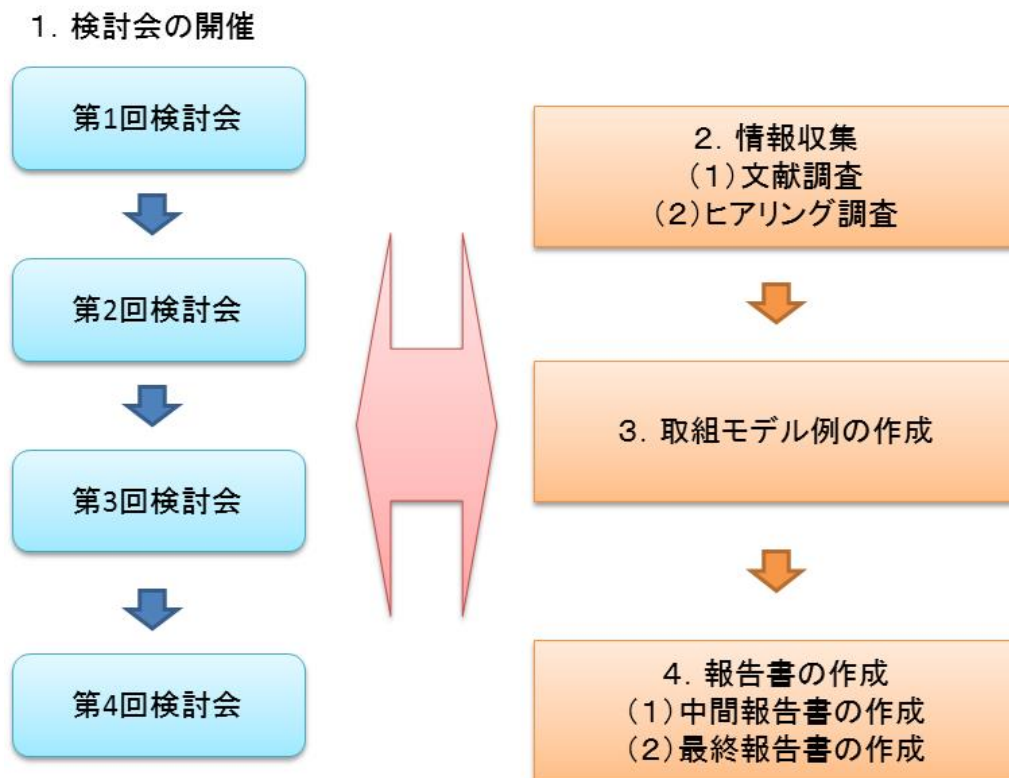 1．検討会の開催
第1回検討会
第2回検討会
第3回検討会
第4回検討会
2．情報収集
（1）文献調査
（2）ヒアリング調査
3．取組モデル例の作成
4．報告書の作成
（1）中間報告書の作成
（2）最終報告書の作成